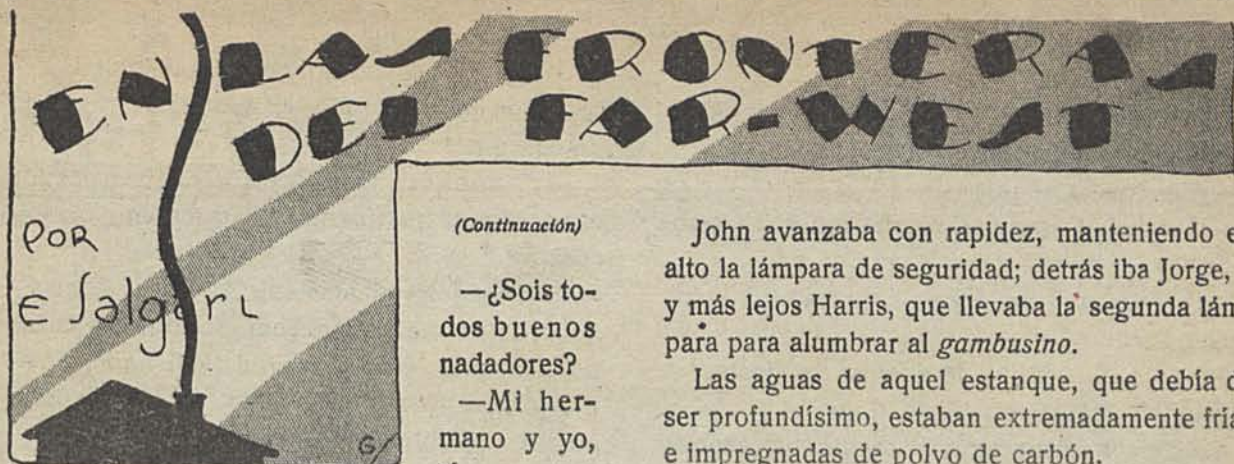 EN LAS FRONTERAS
DEL FAR-WEST
POR
E Salgari
G/
(Continuación)
—¿Sois to-
dos buenos
nadadores?
—Mi her-
mano y yo,
John avanzaba con rapidez, manteniendo e
alto la lámpara de seguridad; detrás iba Jorge,
y más lejos Harris, que llevaba la segunda lám
para para alumbrar al gambusino.
Las aguas de aquel estanque, que debía d
ser profundísimo, estaban extremadamente fría
e impregnadas de polvo de carbón.